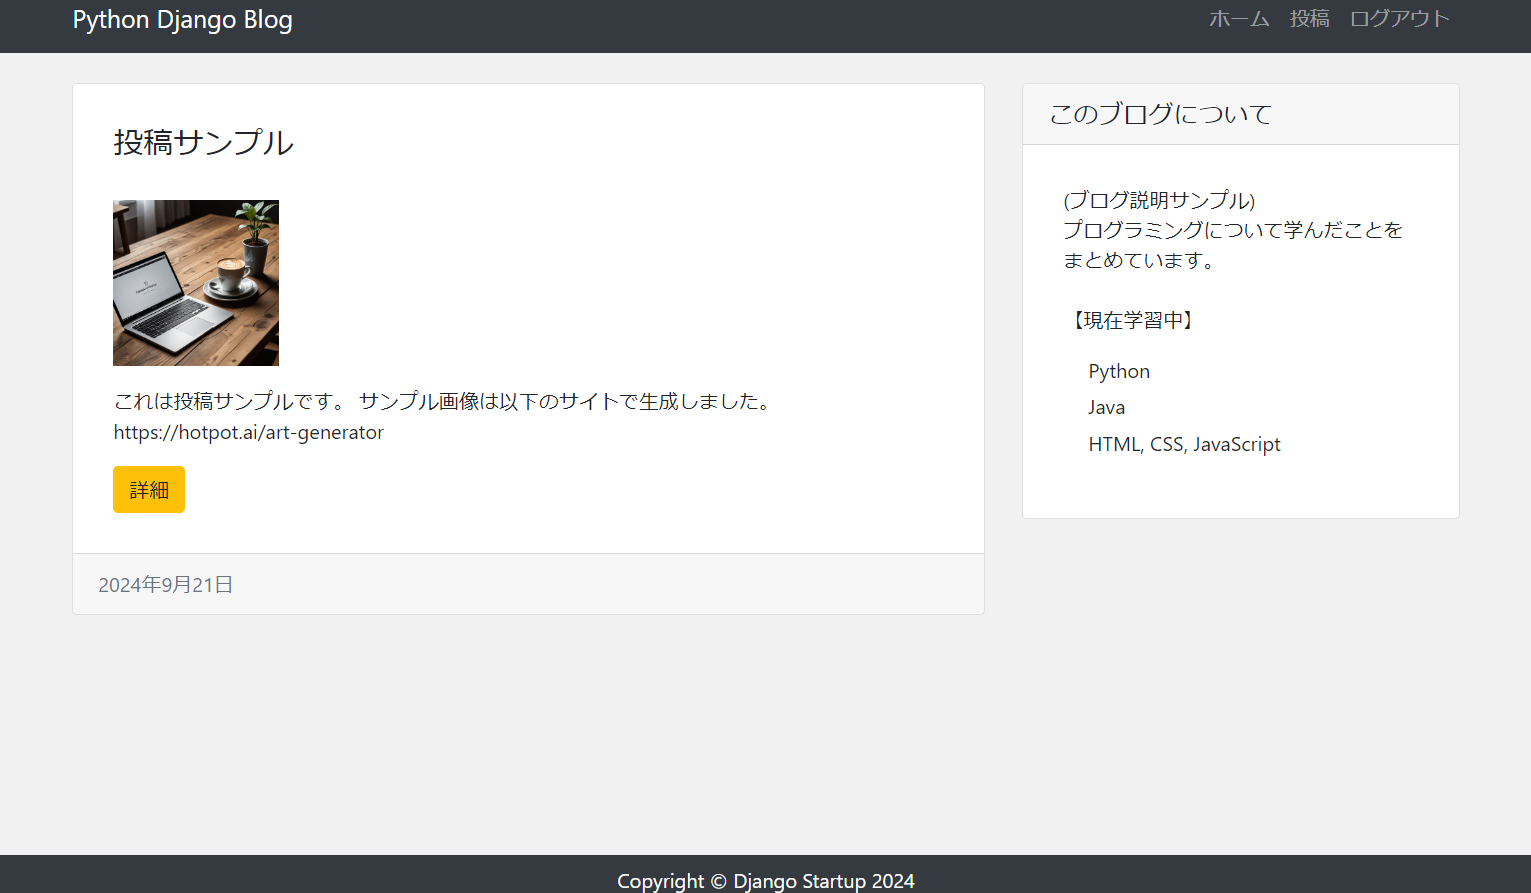 Python Django Blog
ホーム 投稿 ログアウト
投稿サンプル
これは投稿サンプルです。 サンプル画像は以下のサイトで生成しました。
https://hotpot.ai/art-generator
詳細
2024年9月21日
このブログについて
(ブログ説明サンプル)
プログラミングについて学んだことを
まとめています。
【現在学習中】
Python
Java
HTML, CSS, JavaScript
Copyright © Django Startup 2024